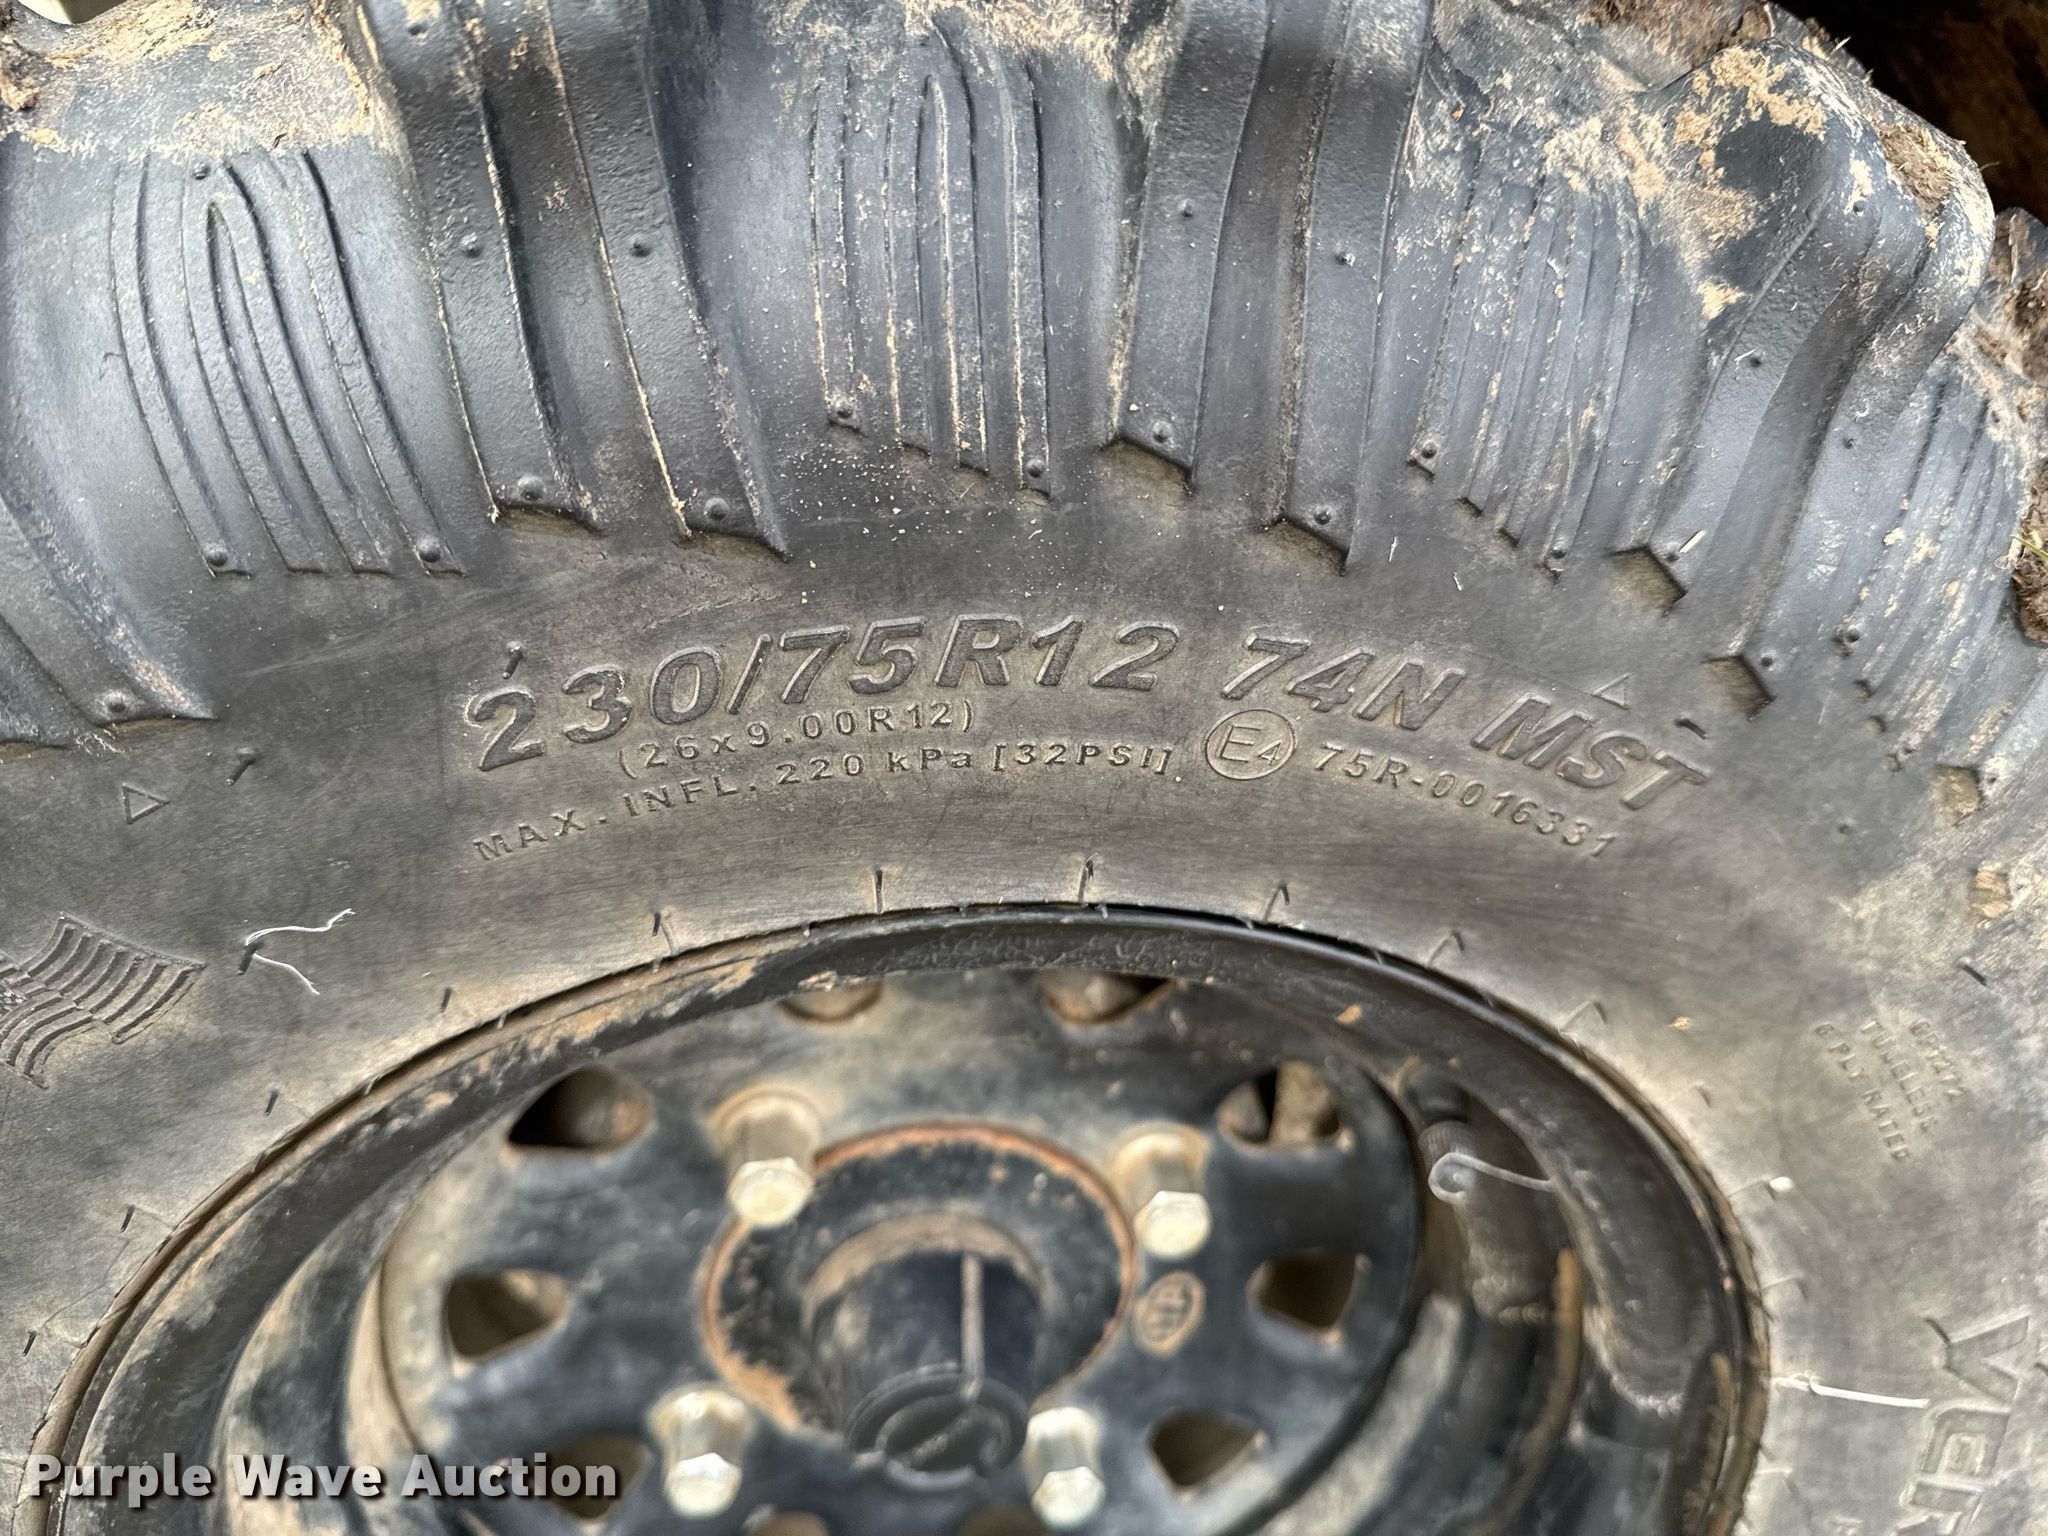 230/75R12 74N MST
(26x9.00R12)
MAX. INFL. 220 kPa [32PSI]
E4 75R-0016331
TUBELESS
6 PLY RATED
VER
Purple Wave Auction